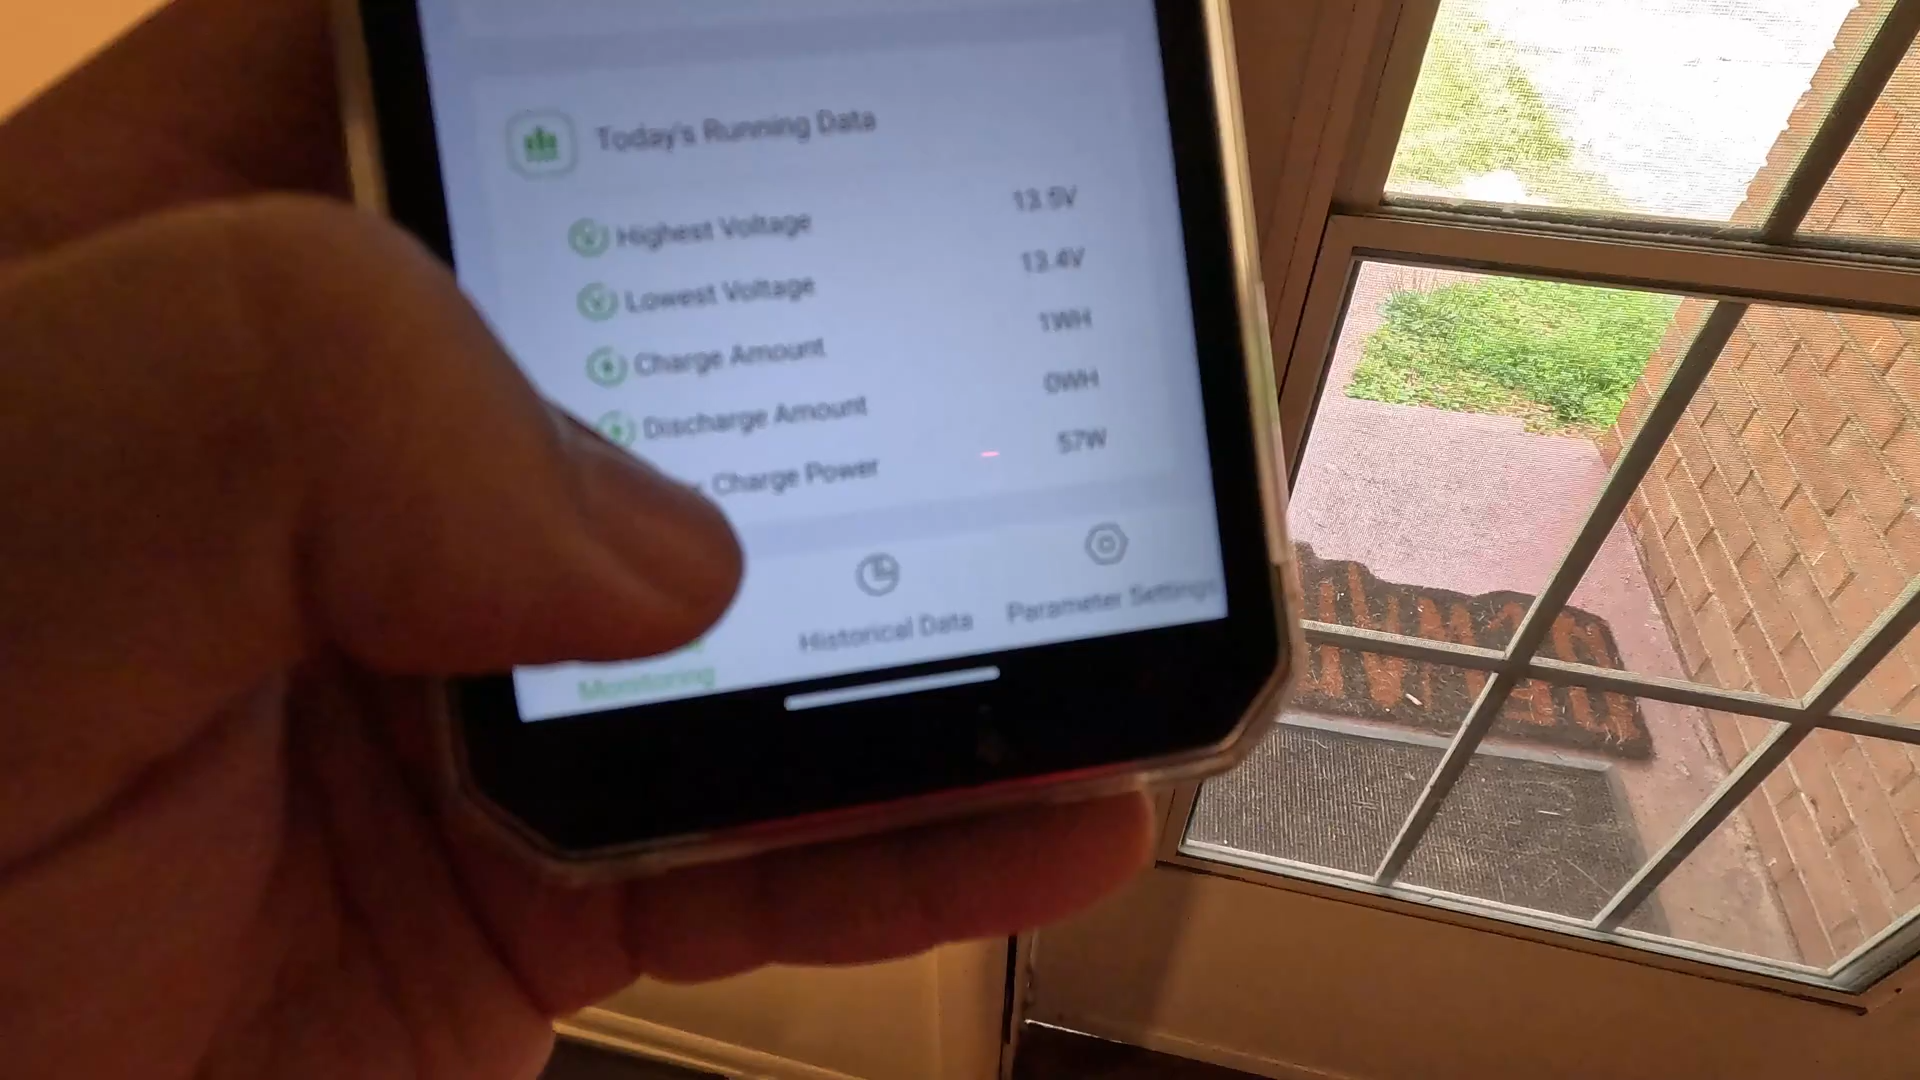 Today's Running Data
Highest Voltage 13.5V
Lowest Voltage 13.4V
Charge Amount 1WH
Discharge Amount 0WH
Charge Power 57W
Monitoring
Historical Data
Parameter Settings